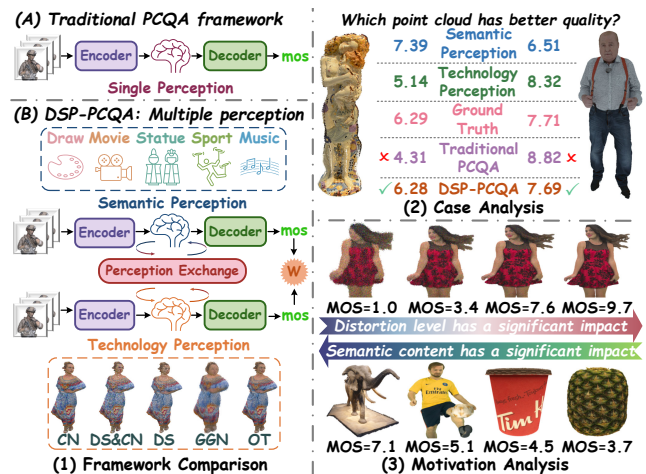 (A) Traditional PCQA framework
Encoder
Decoder
mos
Single Perception
(B) DSP-PCQA: Multiple perception
Draw Movie Statue Sport Music
Semantic Perception
Encoder
Decoder
mos
Perception Exchange
W
Encoder
Decoder
mos
Technology Perception
CN DS&CN DS GGN OT
(1) Framework Comparison
Which point cloud has better quality?
7.39 Semantic Perception 6.51
5.14 Technology Perception 8.32
6.29 Ground Truth 7.71
✗ 4.31 Traditional PCQA 8.82 ✗
✓ 6.28 DSP-PCQA 7.69 ✓
(2) Case Analysis
MOS=1.0 MOS=3.4 MOS=7.6 MOS=9.7
Distortion level has a significant impact
Semantic content has a significant impact
Fly Emirates
Tim H
MOS=7.1 MOS=5.1 MOS=4.5 MOS=3.7
(3) Motivation Analysis